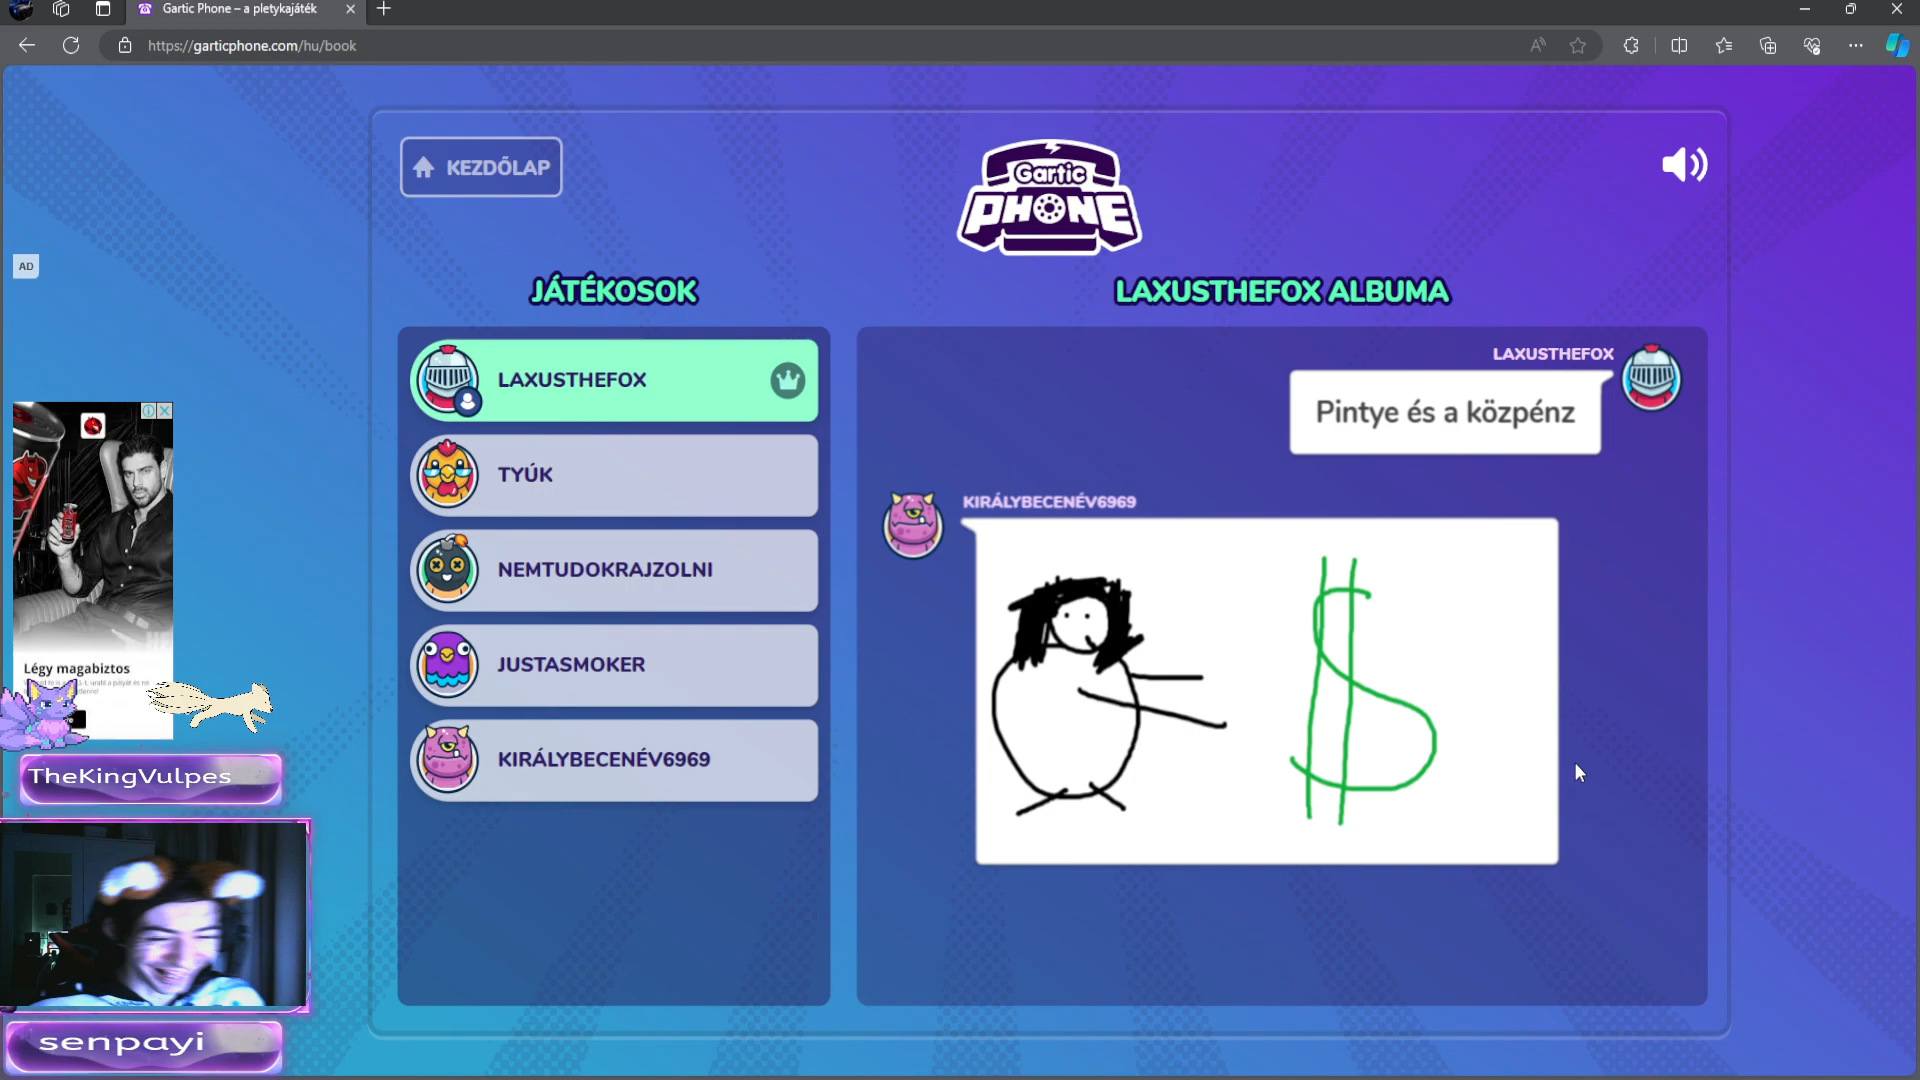 Gartic Phone – a pletykajáték
https://garticphone.com/hu/book
KEZDŐLAP
Gartic
PHONE
AD
JÁTÉKOSOK
LAXUSTHEFOX ALBUMA
LAXUSTHEFOX
TYÚK
NEMTUDOKRAJZOLNI
JUSTASMOKER
KIRÁLYBECENÉV6969
LAXUSTHEFOX
Pintye és a közpénz
KIRÁLYBECENÉV6969
Légy magabiztos
TheKingVulpes
senpayi